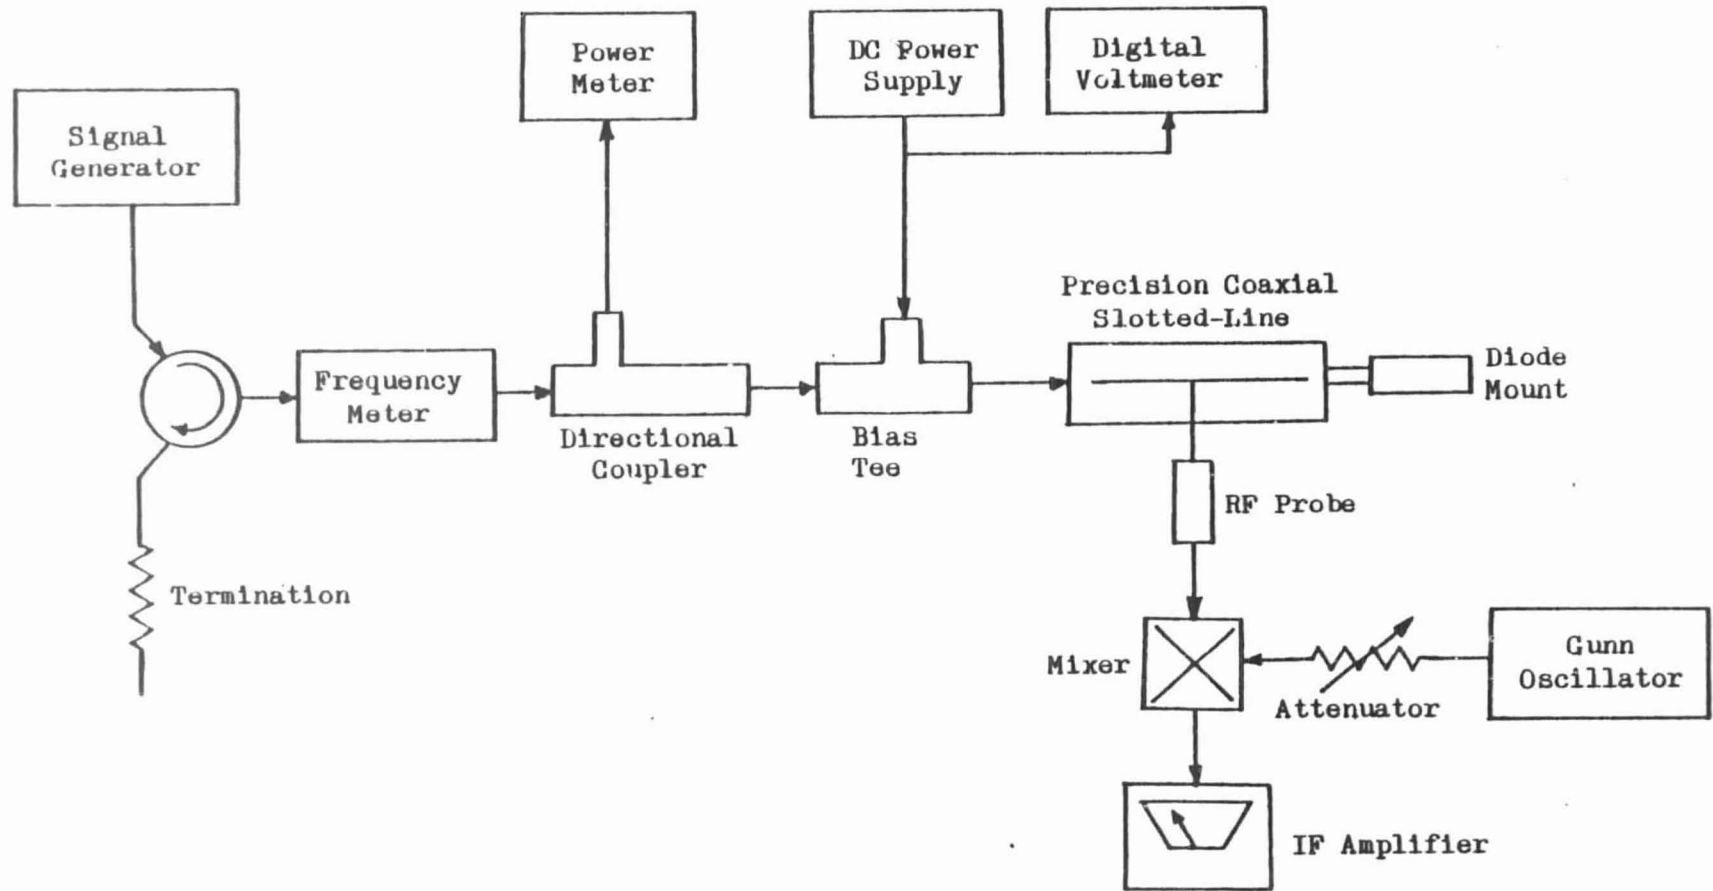 Power
Meter
DC Power
Supply
Digital
Voltmeter
Signal
Generator
Precision Coaxial
Slotted-Line
Frequency
Meter
Diode
Mount
Directional
Coupler
Bias
Tee
RF Probe
Termination
Mixer
Gunn
Oscillator
Attenuator
IF Amplifier